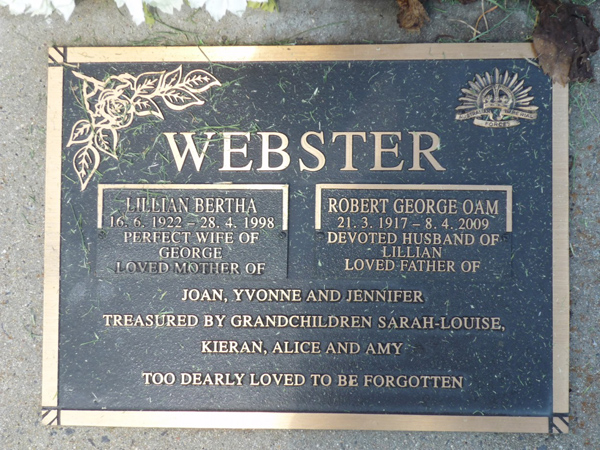 WEBSTER
LILLIAN BERTHA
16. 6. 1922 – 28. 4. 1998
PERFECT WIFE OF
GEORGE
LOVED MOTHER OF
ROBERT GEORGE OAM
21. 3. 1917 – 8. 4. 2009
DEVOTED HUSBAND OF
LILLIAN
LOVED FATHER OF
JOAN, YVONNE AND JENNIFER
TREASURED BY GRANDCHILDREN SARAH-LOUISE,
KIERAN, ALICE AND AMY
TOO DEARLY LOVED TO BE FORGOTTEN